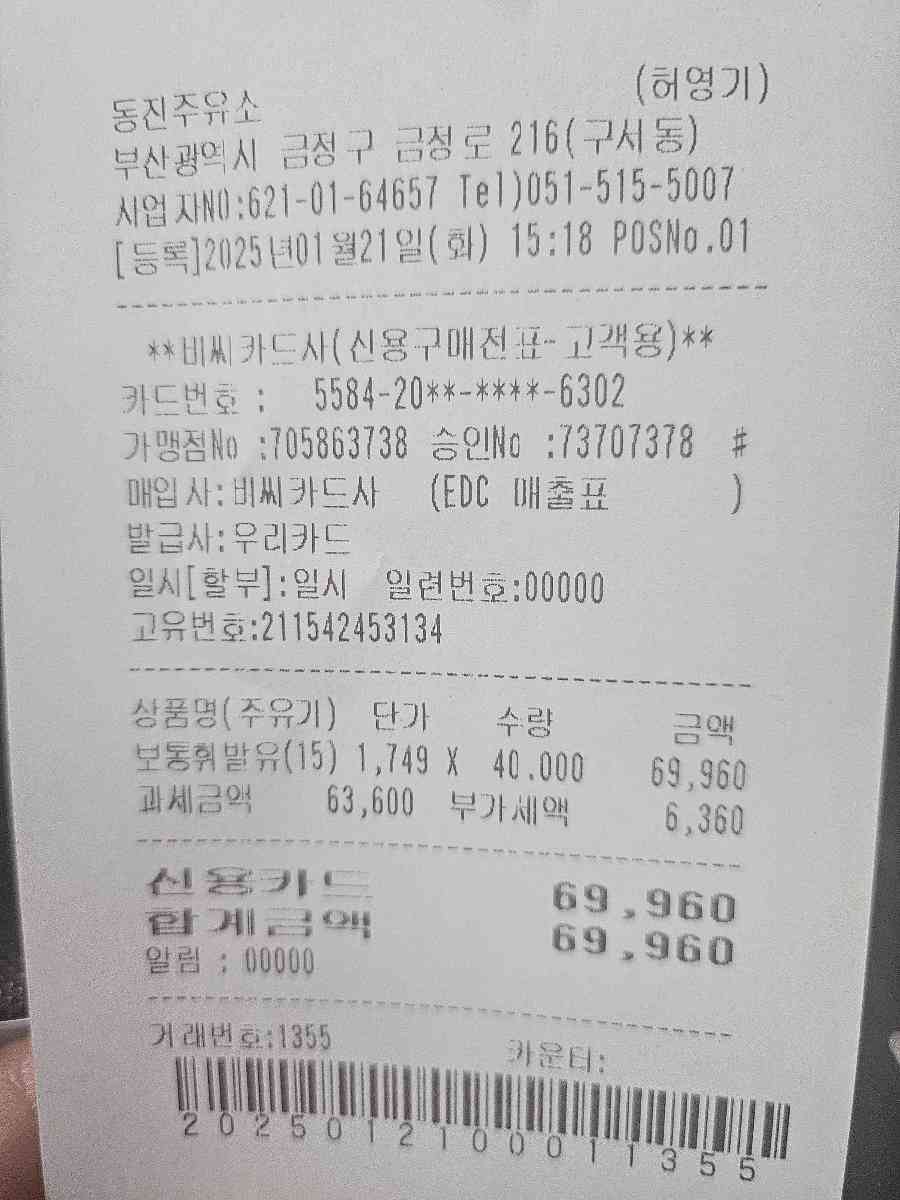 동진주유소 (허영기)
부산광역시 금정구 금정로 216(구서동)
사업자NO:621-01-64657 Tel)051-515-5007
[등록]2025년01월21일(화) 15:18 POSNo.01
**비씨카드사(신용구매전표-고객용)**
카드번호 : 5584-20**-****-6302
가맹점No :705863738 승인No :73707378 #
매입사:비씨카드사 (EDC 매출표 )
발급사:우리카드
일시[할부]:일시 일련번호:00000
고유번호:211542453134
상품명(주유기) 단가 수량 금액
보통휘발유(15) 1,749 X 40.000 69,960
과세금액 63,600 부가세액 6,360
신용카드 69,960
합계금액 69,960
알림 : 00000
거래번호:1355 카운터:
2025012100011355